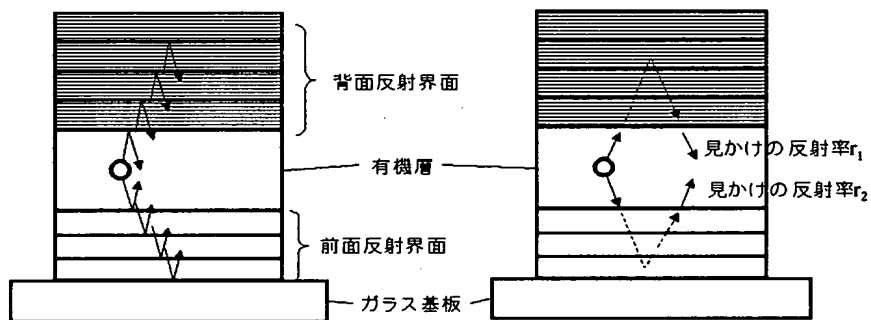 背面反射界面
有機層
前面反射界面
ガラス基板
見かけの反射率r₁
見かけの反射率r₂